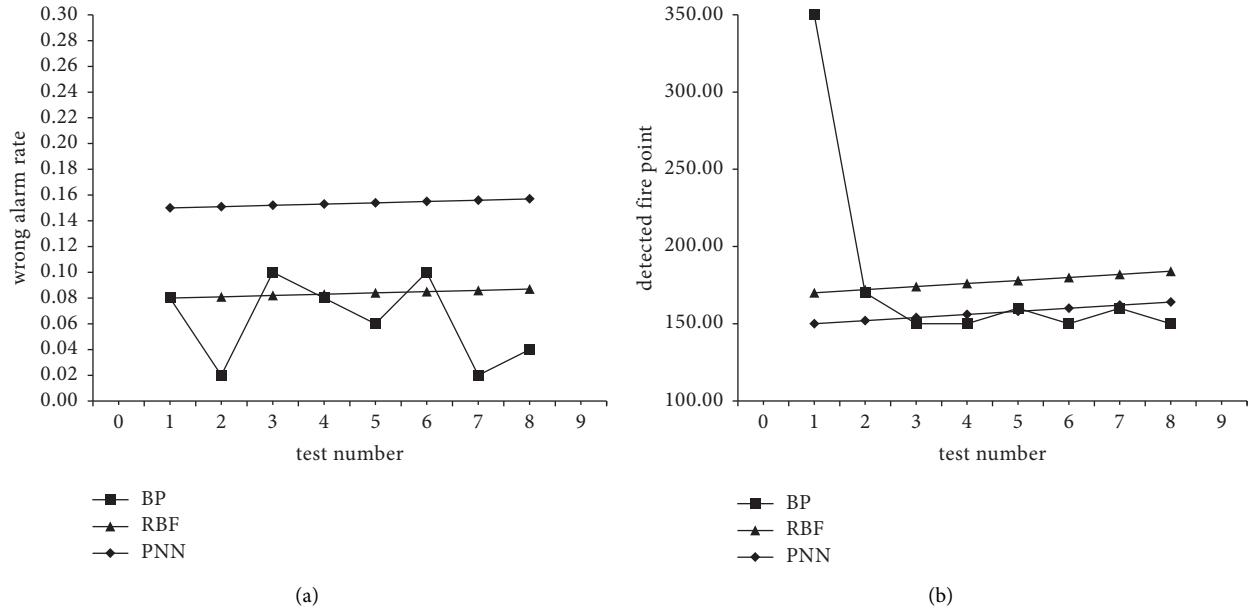 0.30
0.28
0.26
0.24
0.22
0.20
0.18
0.16
0.14
0.12
0.10
0.08
0.06
0.04
0.02
0.00
wrong alarm rate
0 1 2 3 4 5 6 7 8 9
test number
BP
RBF
PNN
(a)
350.00
300.00
250.00
200.00
150.00
100.00
detected fire point
0 1 2 3 4 5 6 7 8 9
test number
BP
RBF
PNN
(b)